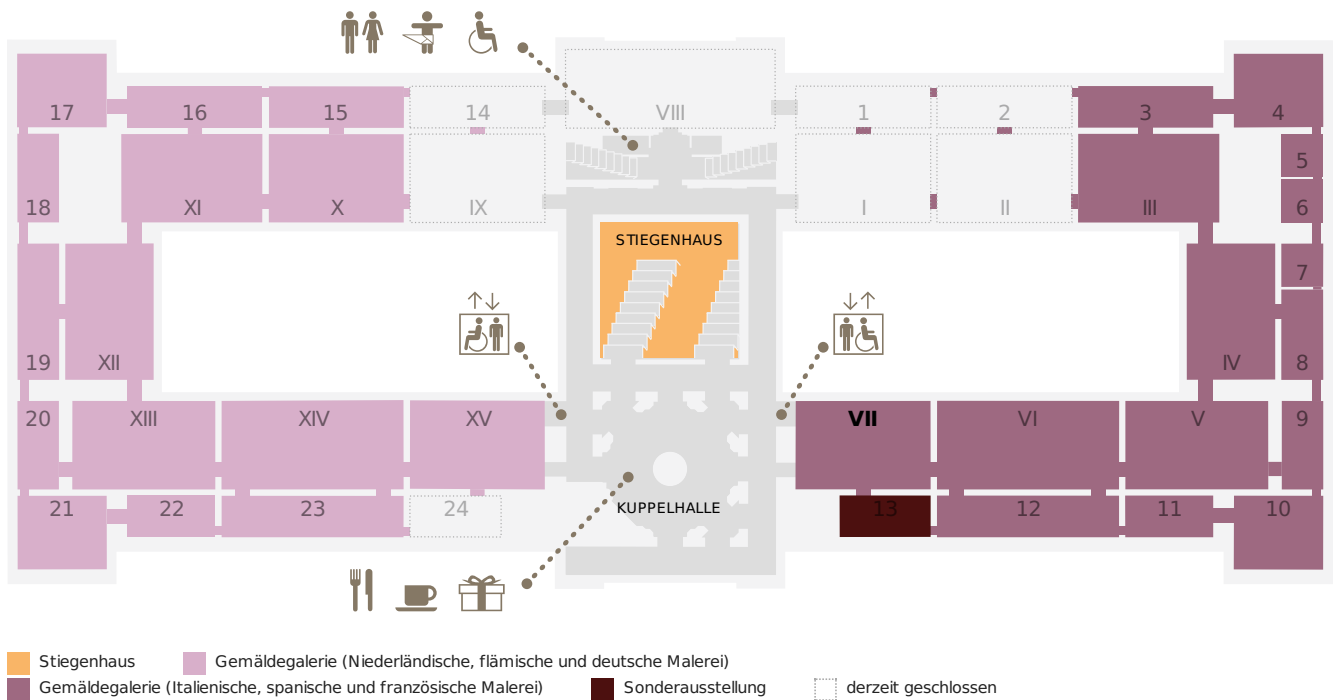 17 16 15 14 VIII 1 2 3 4
5
18 XI X IX I II III 6
STIEGENHAUS
7
19 XII IV 8
20 XIII XIV XV VII VI V 9
21 22 23 24 KUPPELHALLE 13 12 11 10
Stiegenhaus Gemäldegalerie (Niederländische, flämische und deutsche Malerei)
Gemäldegalerie (Italienische, spanische und französische Malerei) Sonderausstellung derzeit geschlossen